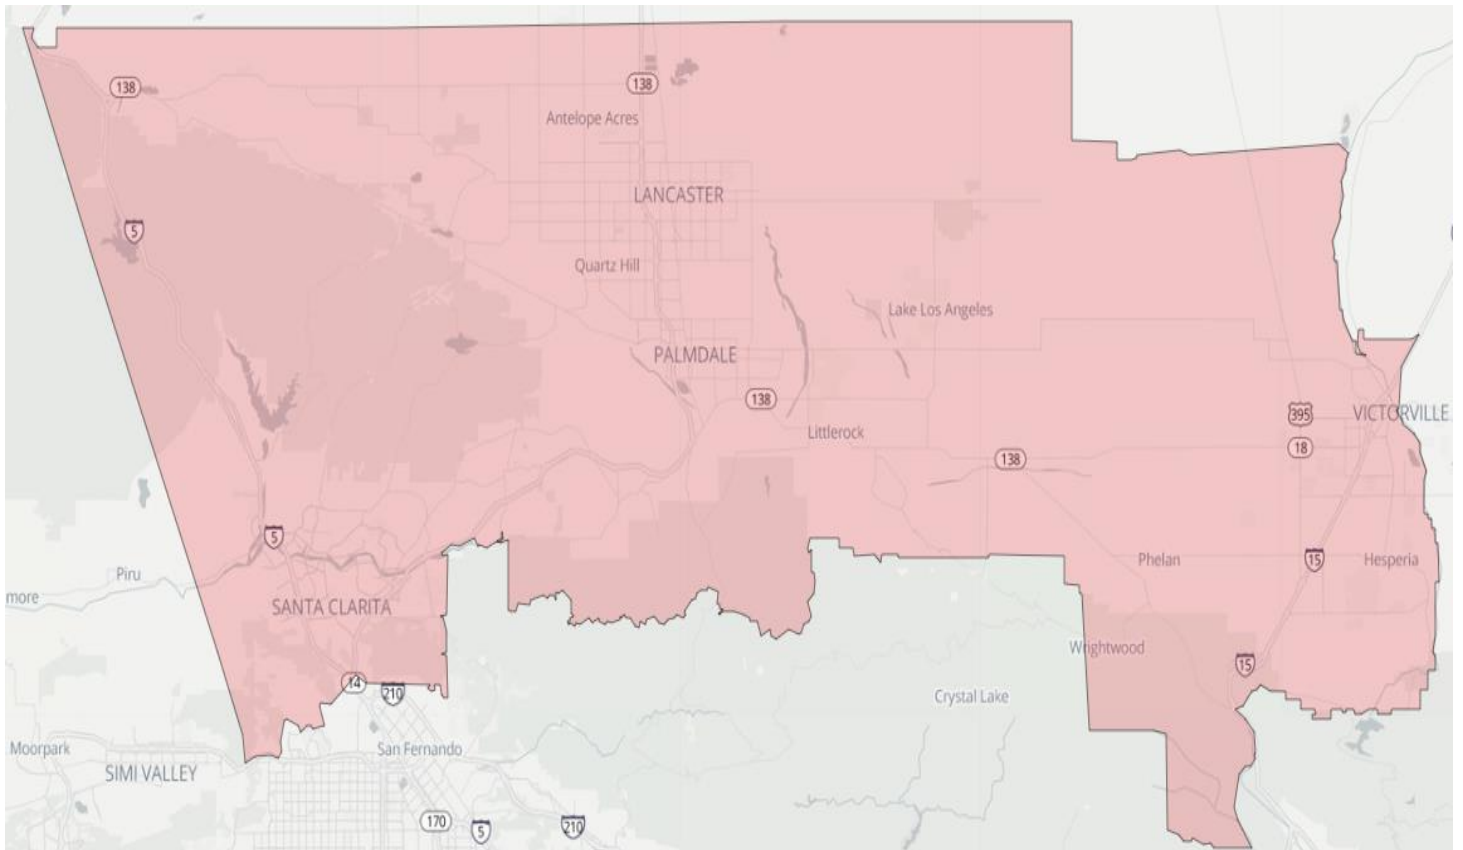 138
138
Antelope Acres
LANCASTER
5
Quartz Hill
Lake Los Angeles
PALMDALE
138
395
VICTORVILLE
Littlerock
18
138
5
Piru
Phelan
15
Hesperia
more
SANTA CLARITA
Wrightwood
15
14
210
Crystal Lake
Moorpark
San Fernando
SIMI VALLEY
170
5
210